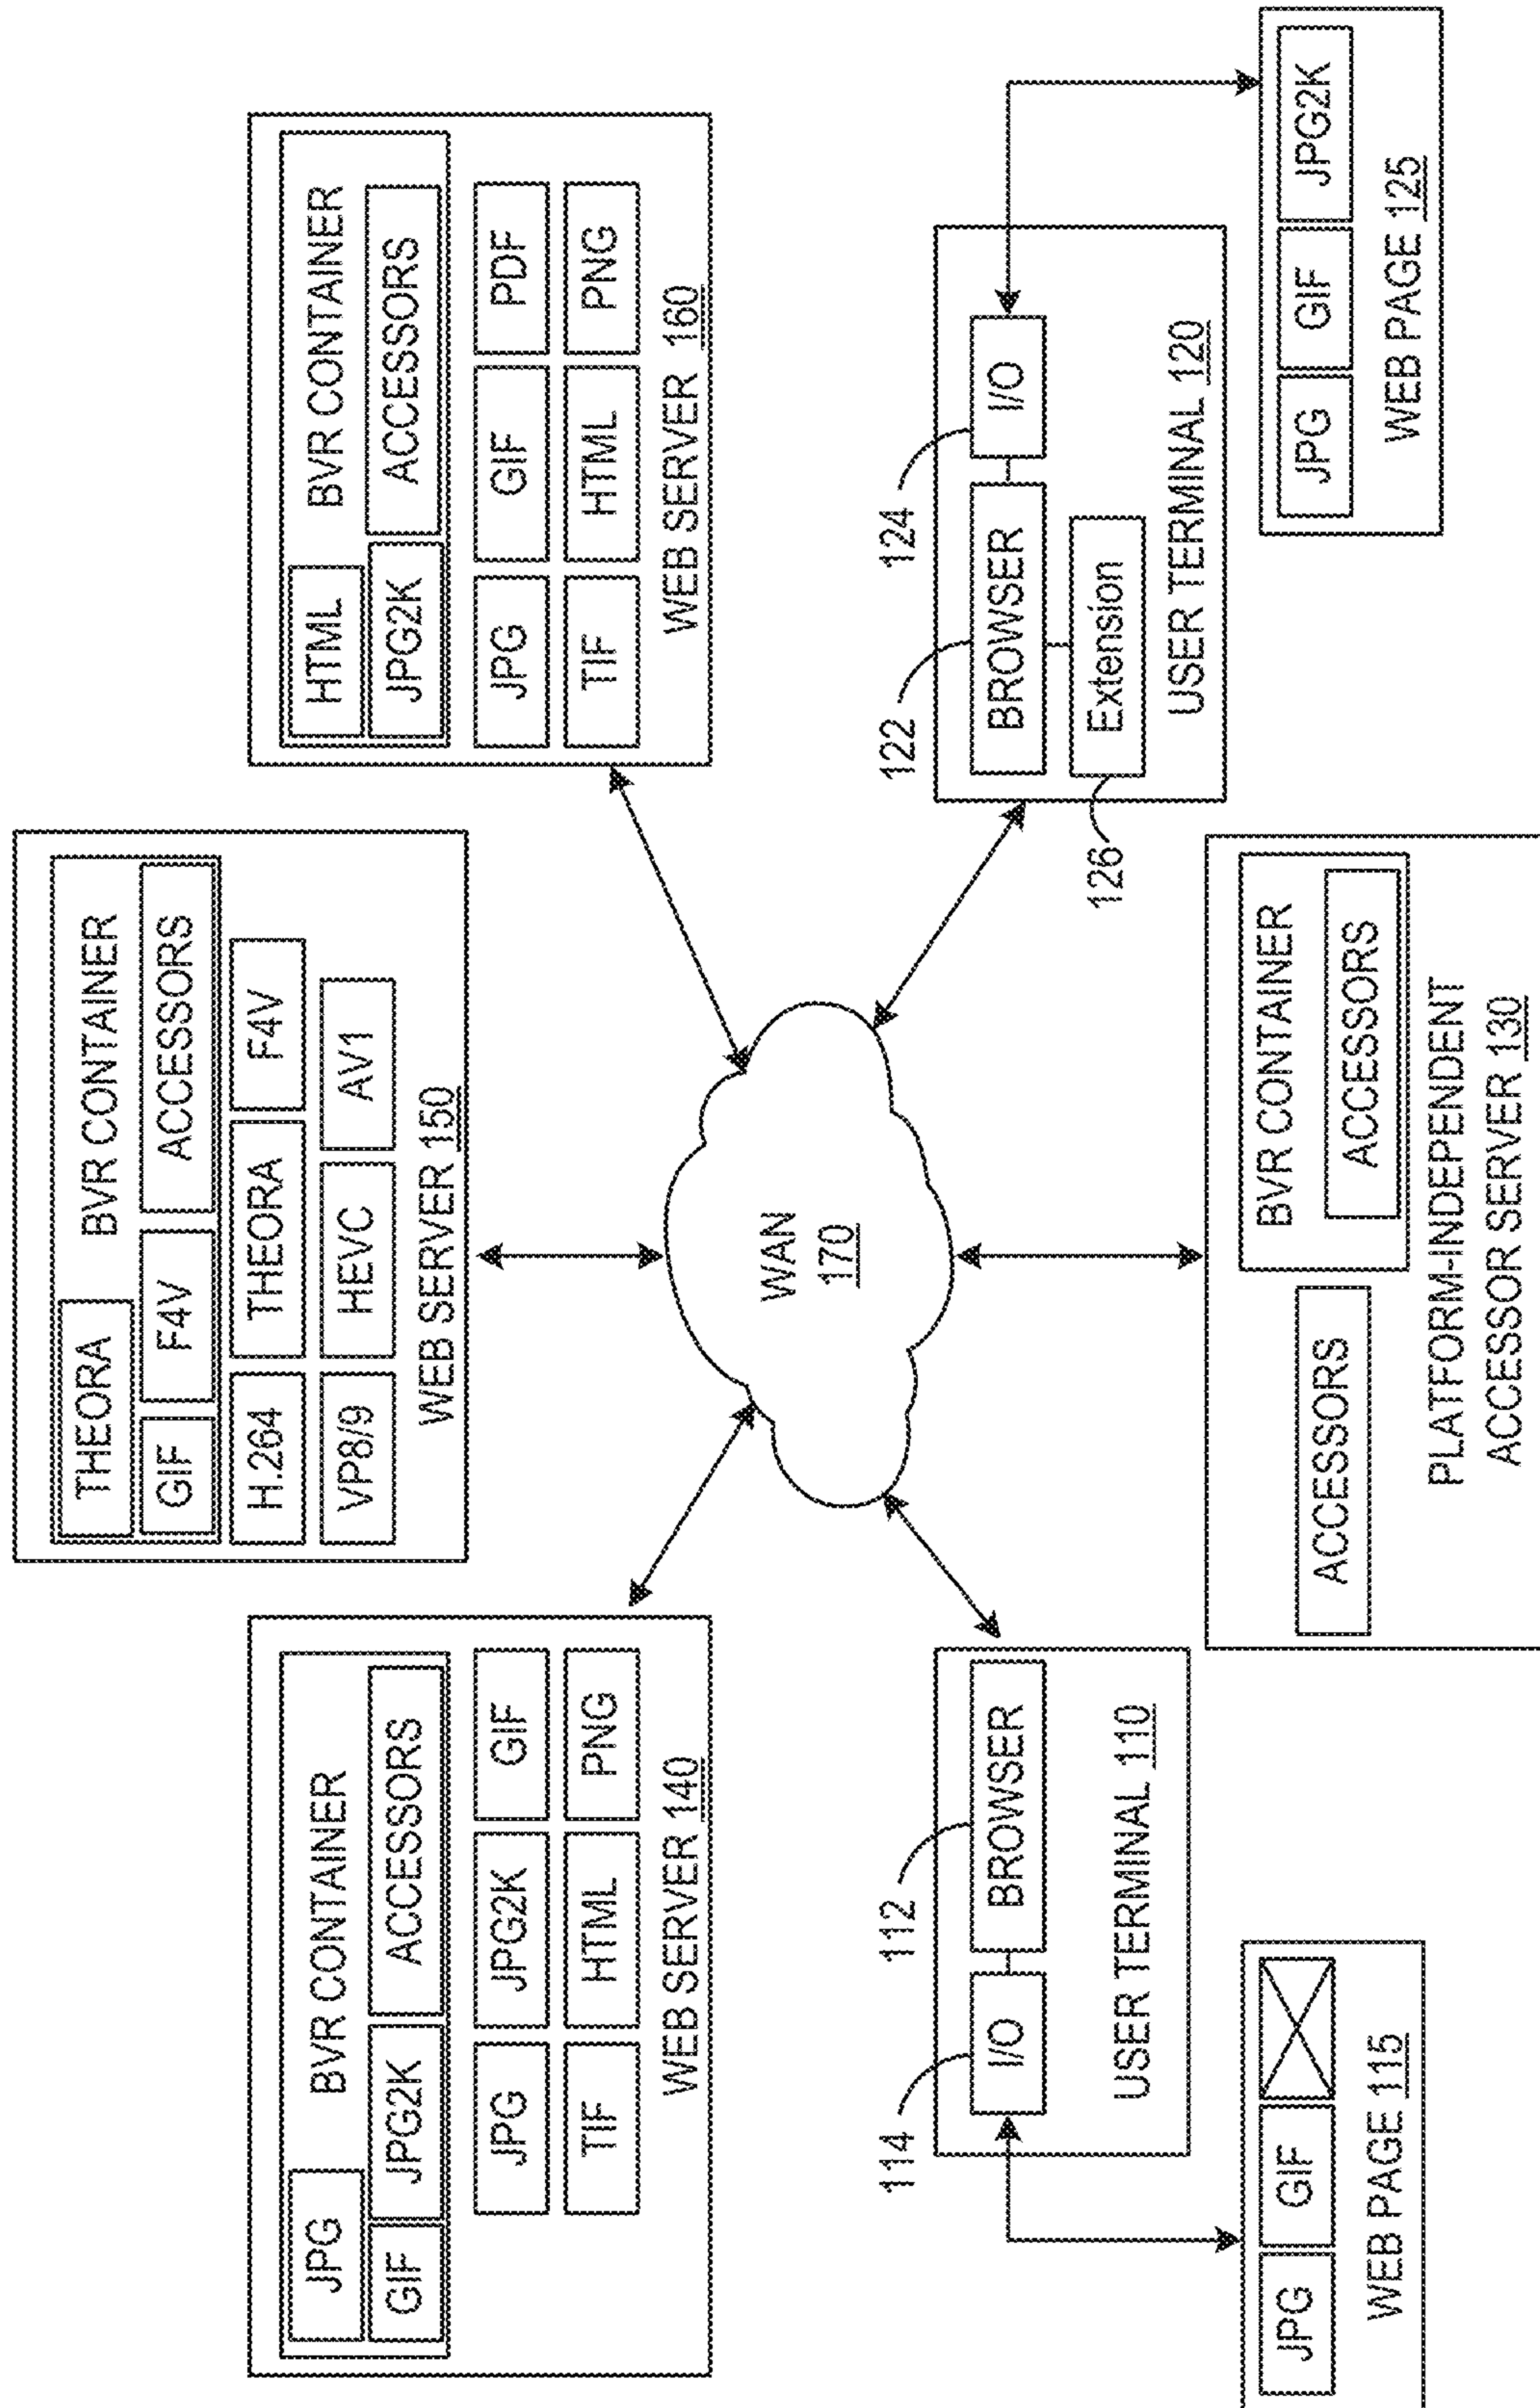 JPG
BVR CONTAINER
GIF
JPG2K
ACCESSORS
JPG
JPG2K
GIF
TIF
HTML
PNG
WEB SERVER 140
THEORA
BVR CONTAINER
GIF
F4V
ACCESSORS
H.264
THEORA
F4V
VP8/9
HEVC
AV1
WEB SERVER 150
HTML
BVR CONTAINER
JPG2K
ACCESSORS
JPG
GIF
PDF
TIF
HTML
PNG
WEB SERVER 160
WAN
170
114
112
I/O
BROWSER
USER TERMINAL 110
JPG
GIF
WEB PAGE 115
ACCESSORS
BVR CONTAINER
ACCESSORS
PLATFORM-INDEPENDENT
ACCESSOR SERVER 130
122
124
BROWSER
I/O
126
Extension
USER TERMINAL 120
JPG
GIF
JPG2K
WEB PAGE 125